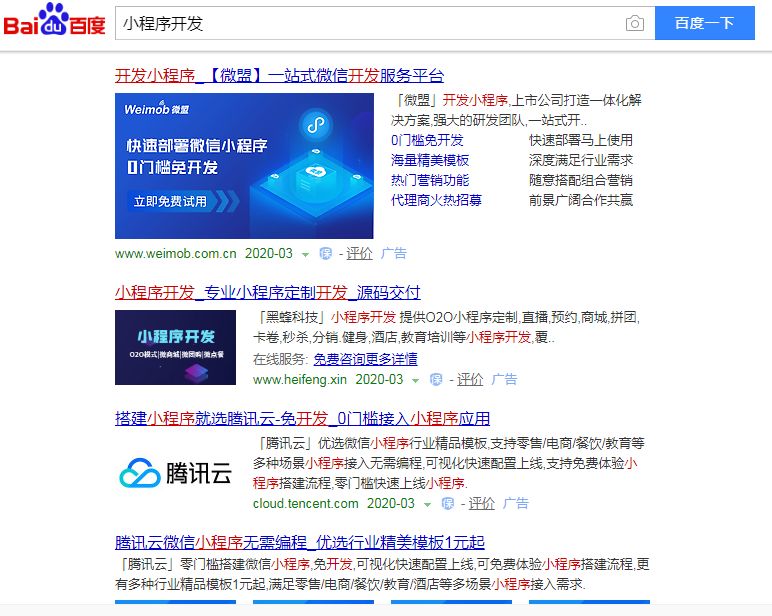 Bai du 百度
小程序开发
百度一下
开发小程序_【微盟】一站式微信开发服务平台
Weimob 微盟
快速部署微信小程序
0门槛免开发
立即免费试用
「微盟」开发小程序,上市公司打造一体化解
决方案,强大的研发团队,一站式开..
0门槛免开发 快速部署马上使用
海量精美模板 深度满足行业需求
热门营销功能 随意搭配组合营销
代理商火热招募 前景广阔合作共赢
www.weimob.com.cn 2020-03 保 - 评价 广告
小程序开发_专业小程序定制开发_源码交付
小程序开发
O2O模式|微商城|微团购|微点餐
「黑蜂科技」小程序开发 提供O2O小程序定制,直播,预约,商城,拼团,
卡卷,秒杀,分销.健身,酒店,教育培训等小程序开发,覆..
在线服务: 免费咨询更多详情
www.heifeng.xin 2020-03 保 - 评价 广告
搭建小程序就选腾讯云-免开发_0门槛接入小程序应用
腾讯云
「腾讯云」优选微信小程序行业精品模板,支持零售/电商/餐饮/教育等
多种场景小程序接入无需编程,可视化快速配置上线,支持免费体验小
程序搭建流程,零门槛快速上线小程序.
cloud.tencent.com 2020-03 保 - 评价 广告
腾讯云微信小程序无需编程_优选行业精美模板1元起
「腾讯云」零门槛搭建微信小程序,免开发,可视化快速配置上线,可免费体验小程序搭建流程,更
有多种行业精品模板1元起,满足零售/电商/餐饮/教育/酒店等多场景小程序接入需求.